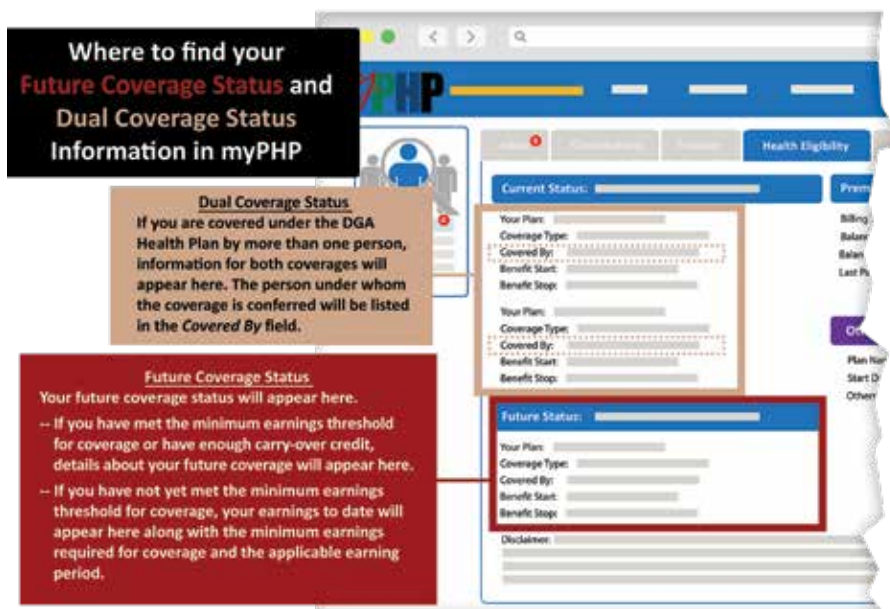 Where to find your
Future Coverage Status and
Dual Coverage Status
Information in myPHP
PHP
Health Eligibility
Dual Coverage Status
If you are covered under the DGA
Health Plan by more than one person,
information for both coverages will
appear here. The person under whom
the coverage is conferred will be listed
in the Covered By field.
Current Status:
Your Plan:
Coverage Type:
Covered By:
Benefit Start:
Benefit Stop:
Your Plan:
Coverage Type:
Covered By:
Benefit Start:
Benefit Stop:
Prem
Billing
Balan
Balan
Last Pa
Plan Nam
Start D
Other
Future Coverage Status
Your future coverage status will appear here.
-- If you have met the minimum earnings threshold
for coverage or have enough carry-over credit,
details about your future coverage will appear here.
-- If you have not yet met the minimum earnings
threshold for coverage, your earnings to date will
appear here along with the minimum earnings
required for coverage and the applicable earning
period.
Future Status:
Your Plan:
Coverage Type:
Covered By:
Benefit Start:
Benefit Stop:
Disclaimer: